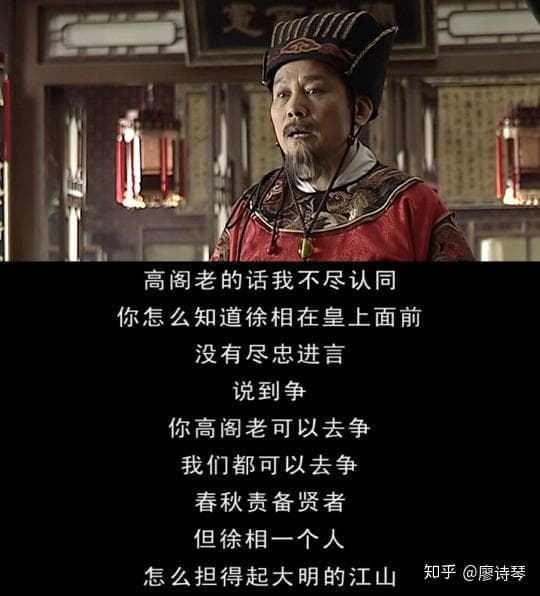 高阁老的话我不尽认同
你怎么知道徐相在皇上面前
没有尽忠进言
说到争
你高阁老可以去争
我们都可以去争
春秋责备贤者
但徐相一个人
怎么担得起大明的江山
知乎 @廖诗琴